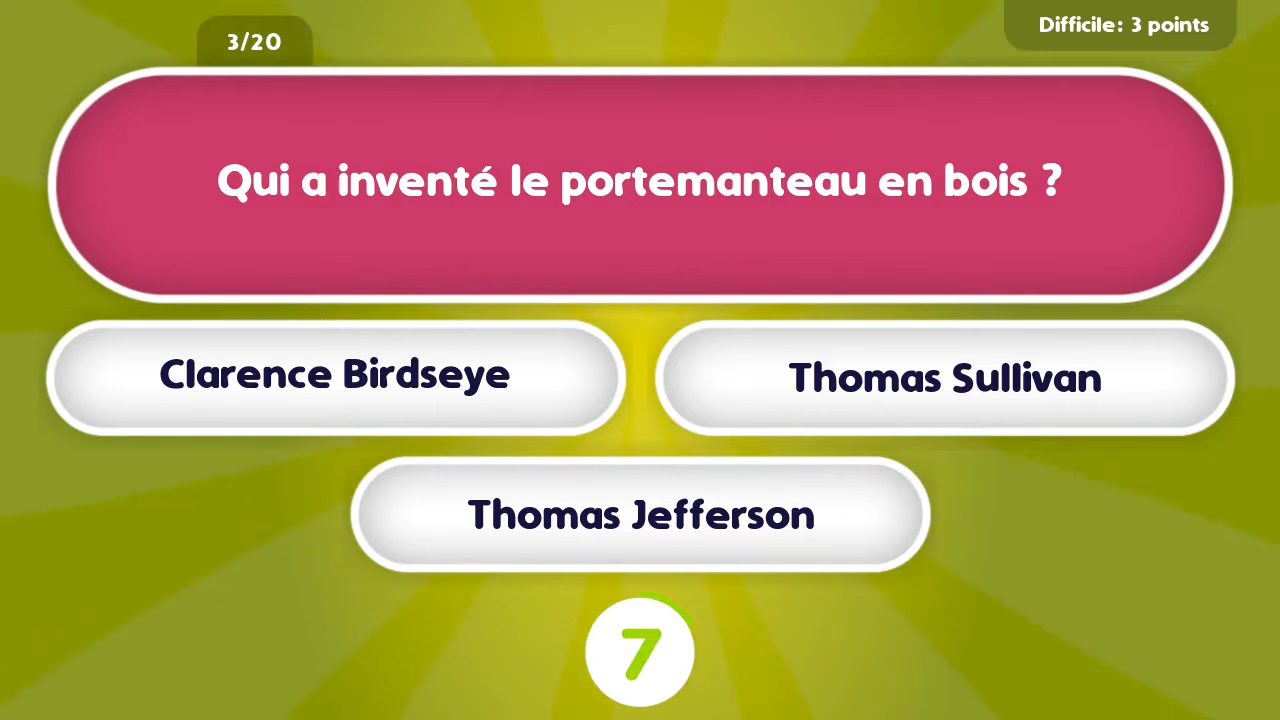 3/20
Difficile: 3 points
Qui a inventé le portemanteau en bois ?
Clarence Birdseye
Thomas Sullivan
Thomas Jefferson
7